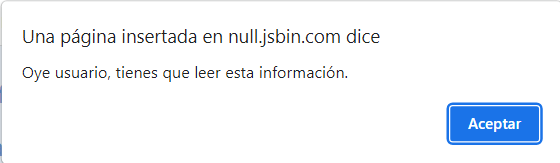 Una página insertada en null.jsbin.com dice
Oye usuario, tienes que leer esta información.
Aceptar